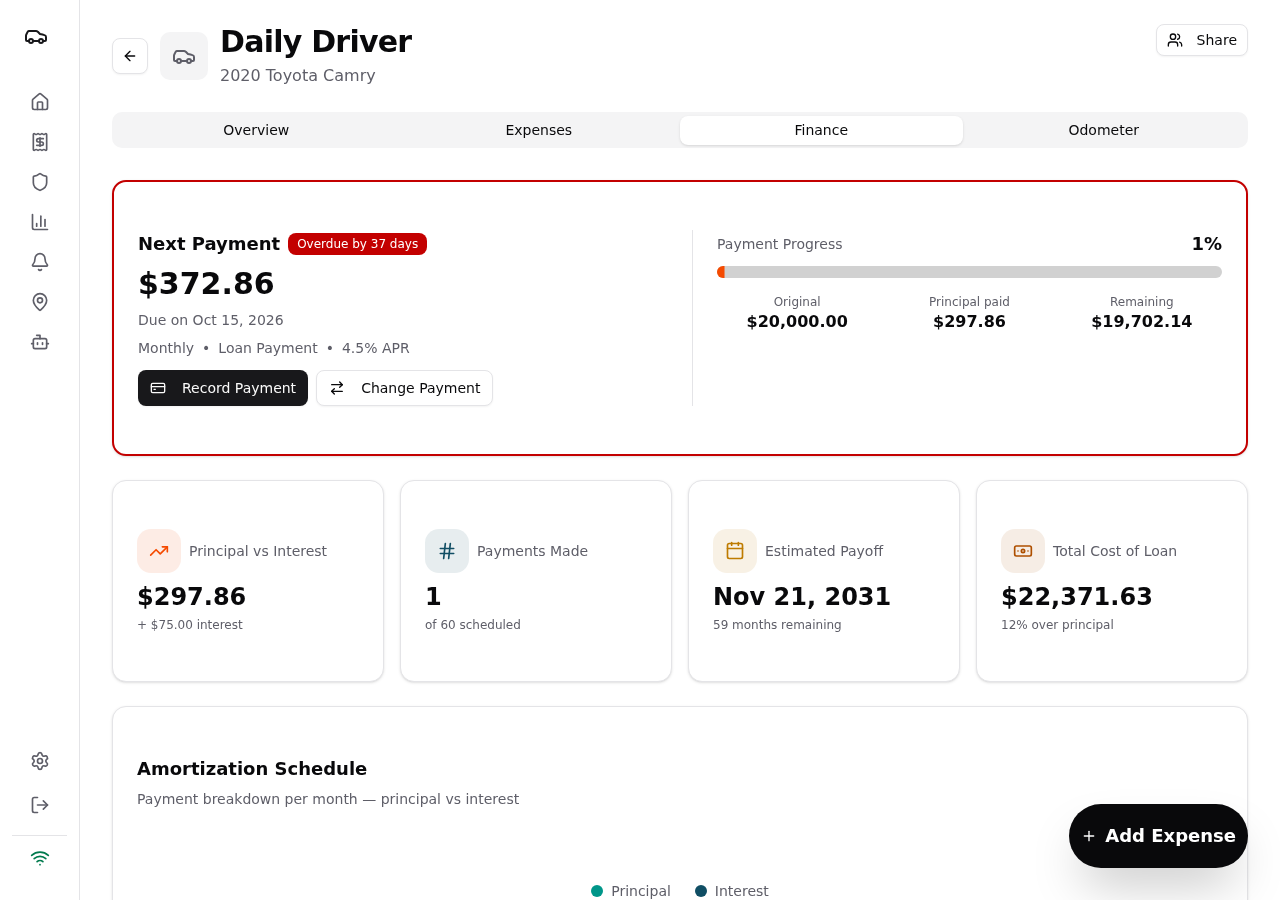 Daily Driver
2020 Toyota Camry
Share
Overview
Expenses
Finance
Odometer
Next Payment
Overdue by 37 days
$372.86
Due on Oct 15, 2026
Monthly • Loan Payment • 4.5% APR
Record Payment
Change Payment
Payment Progress
1%
Original
$20,000.00
Principal paid
$297.86
Remaining
$19,702.14
Principal vs Interest
$297.86
+ $75.00 interest
Payments Made
1
of 60 scheduled
Estimated Payoff
Nov 21, 2031
59 months remaining
Total Cost of Loan
$22,371.63
12% over principal
Amortization Schedule
Payment breakdown per month — principal vs interest
Add Expense
Principal
Interest